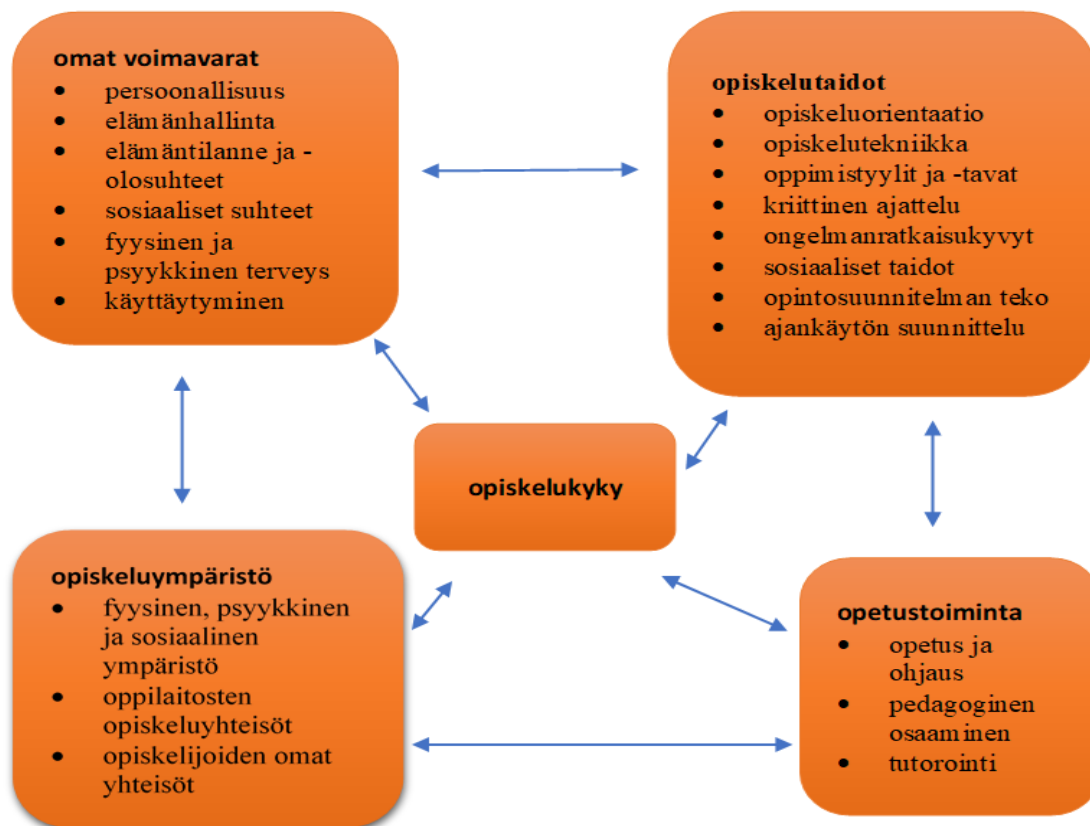 omat voimavarat
• persoonallisuus
• elämänhallinta
• elämäntilanne ja -
olosuhteet
• sosiaaliset suhteet
• fyysinen ja
psyykkinen terveys
• käyttäytyminen
opiskelutaidot
• opiskeluorientaatio
• opiskelutekniikka
• oppimistyylit ja -tavat
• kriittinen ajattelu
• ongelmanratkaisukyvyt
• sosiaaliset taidot
• opintosuunnitelman teko
• ajankäytön suunnittelu
opiskelukyky
opiskeluympäristö
• fyysinen, psyykkinen
ja sosiaalinen
ympäristö
• oppilaitosten
opiskeluyhteisöt
• opiskelijoiden omat
yhteisöt
opetustoiminta
• opetus ja
ohjaus
• pedagoginen
osaaminen
• tutorointi